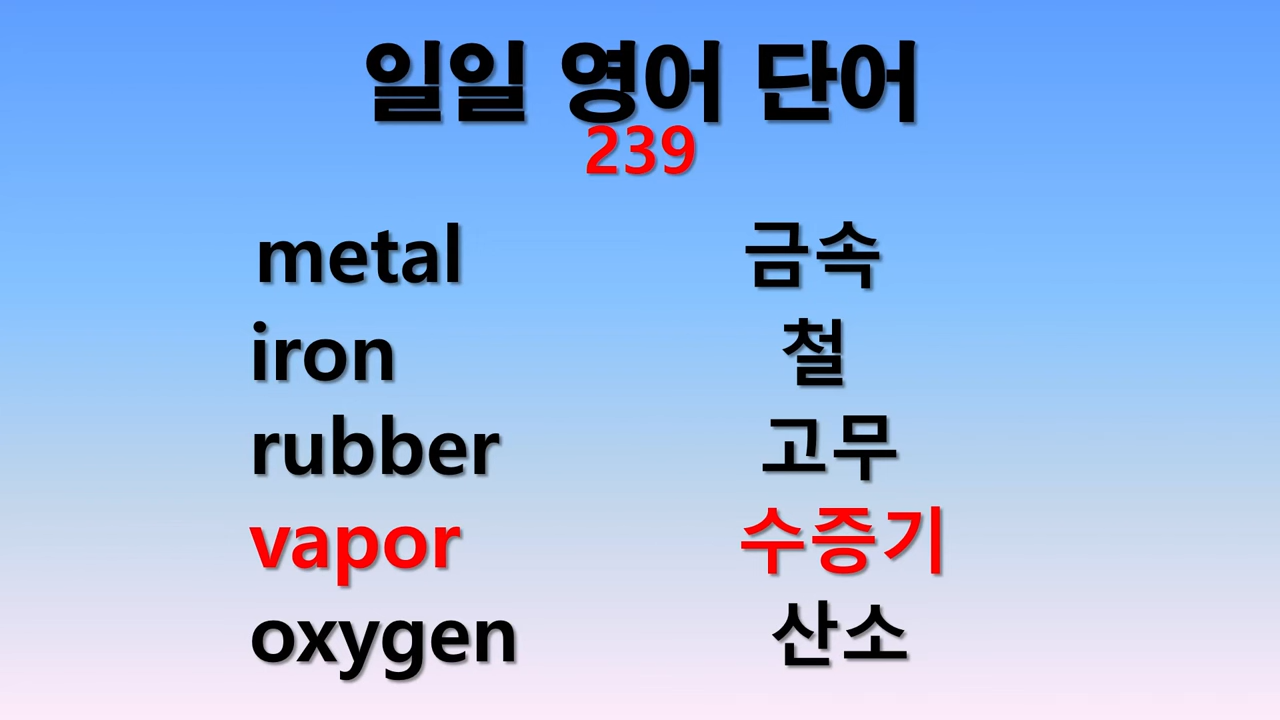 일일 영어 단어
239
metal 금속
iron 철
rubber 고무
vapor 수증기
oxygen 산소